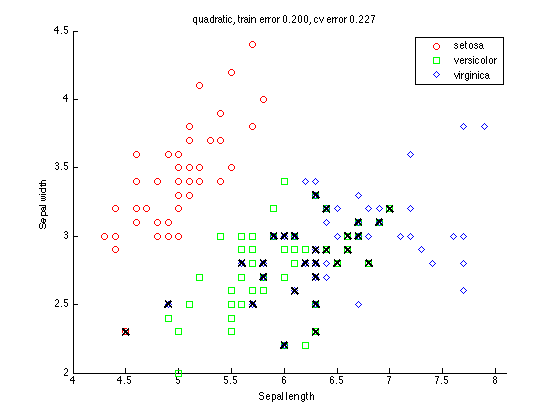 quadratic, train error 0.200, cv error 0.227
4.5
setosa
versicolor
virginica
4
3.5
Sepal width
3
2.5
2
4
4.5
5
5.5
6
6.5
7
7.5
8
Sepal length